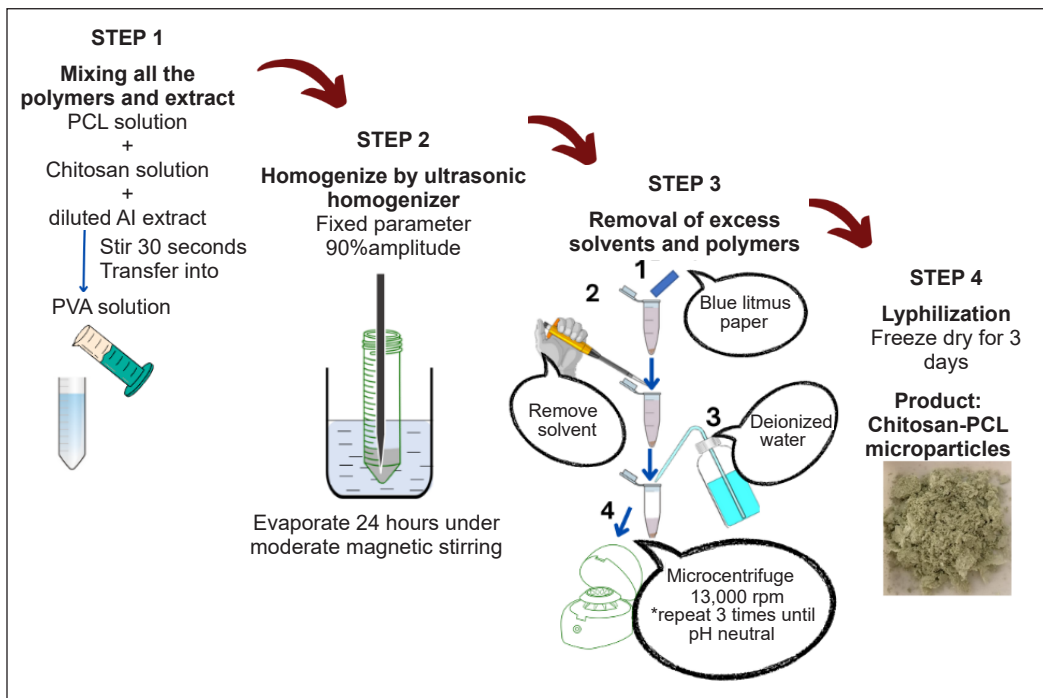 STEP 1
Mixing all the
polymers and extract
PCL solution
+
Chitosan solution
+
diluted AI extract
Stir 30 seconds
Transfer into
PVA solution
STEP 2
Homogenize by ultrasonic
homogenizer
Fixed parameter
90%amplitude
Evaporate 24 hours under
moderate magnetic stirring
STEP 3
Removal of excess
solvents and polymers
1
Blue litmus
paper
2
Remove
solvent
3
Deionized
water
4
Microcentrifuge
13,000 rpm
*repeat 3 times until
pH neutral
STEP 4
Lyphilization
Freeze dry for 3
days
Product:
Chitosan-PCL
microparticles